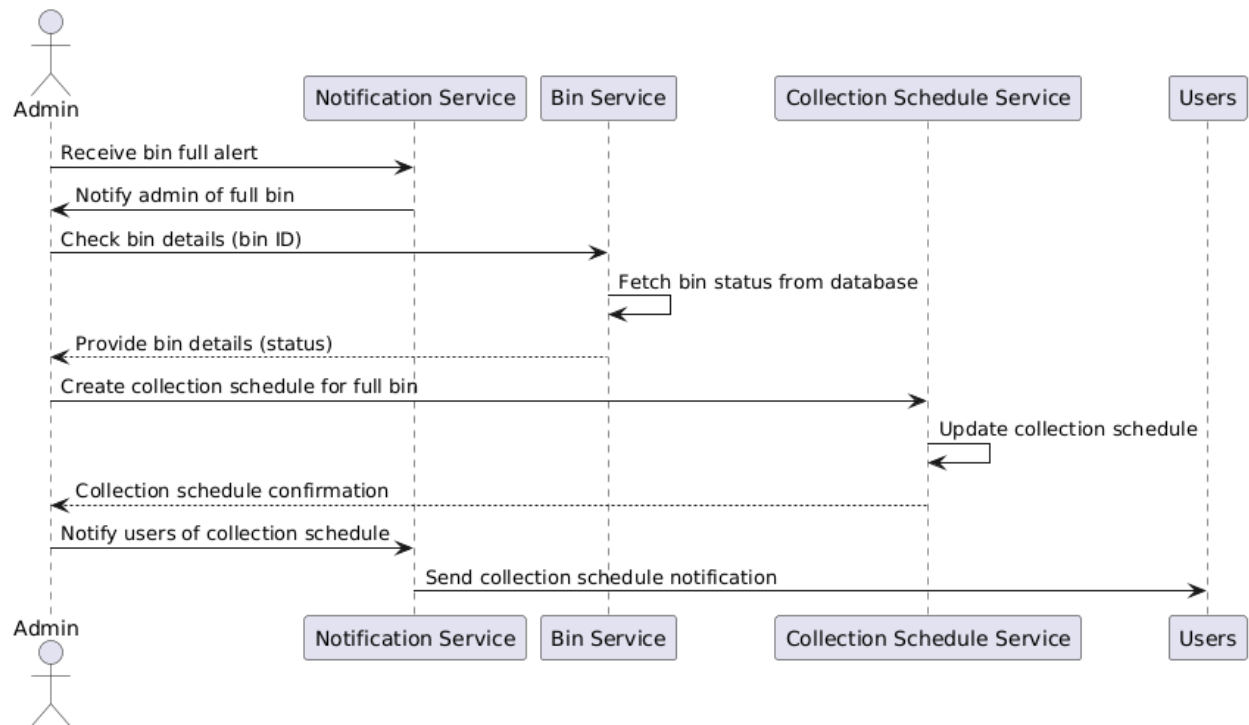 Admin
Notification Service
Bin Service
Collection Schedule Service
Users
Receive bin full alert
Notify admin of full bin
Check bin details (bin ID)
Fetch bin status from database
Provide bin details (status)
Create collection schedule for full bin
Update collection schedule
Collection schedule confirmation
Notify users of collection schedule
Send collection schedule notification
Admin
Notification Service
Bin Service
Collection Schedule Service
Users